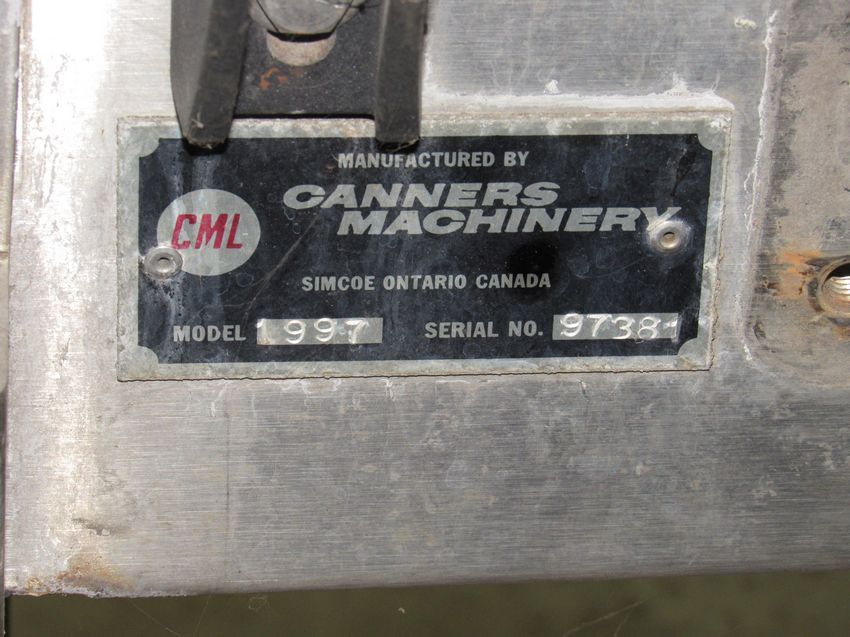 MANUFACTURED BY
CANNERS
MACHINERY
CML
SIMCOE ONTARIO CANADA
MODEL 1997 SERIAL NO. 97381